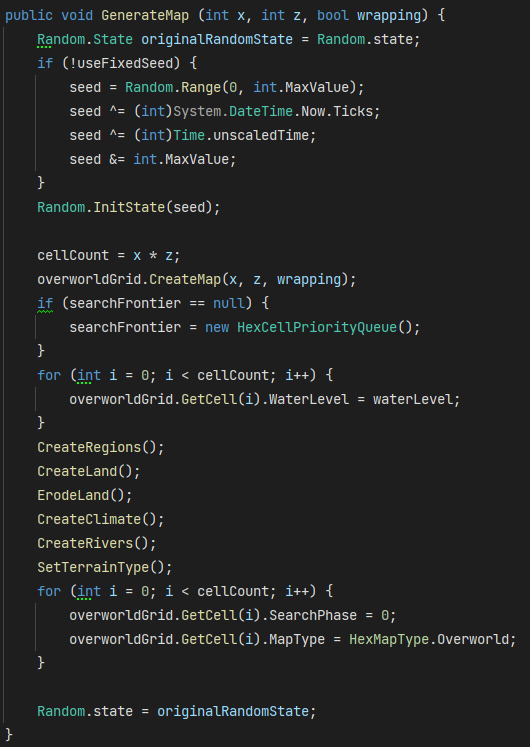 public void GenerateMap (int x, int z, bool wrapping) {
    Random.State originalRandomState = Random.state;
    if (!useFixedSeed) {
        seed = Random.Range(0, int.MaxValue);
        seed ^= (int)System.DateTime.Now.Ticks;
        seed ^= (int)Time.unscaledTime;
        seed &= int.MaxValue;
    }
    Random.InitState(seed);

    cellCount = x * z;
    overworldGrid.CreateMap(x, z, wrapping);
    if (searchFrontier == null) {
        searchFrontier = new HexCellPriorityQueue();
    }
    for (int i = 0; i < cellCount; i++) {
        overworldGrid.GetCell(i).WaterLevel = waterLevel;
    }
    CreateRegions();
    CreateLand();
    ErodeLand();
    CreateClimate();
    CreateRivers();
    SetTerrainType();
    for (int i = 0; i < cellCount; i++) {
        overworldGrid.GetCell(i).SearchPhase = 0;
        overworldGrid.GetCell(i).MapType = HexMapType.Overworld;
    }

    Random.state = originalRandomState;
}